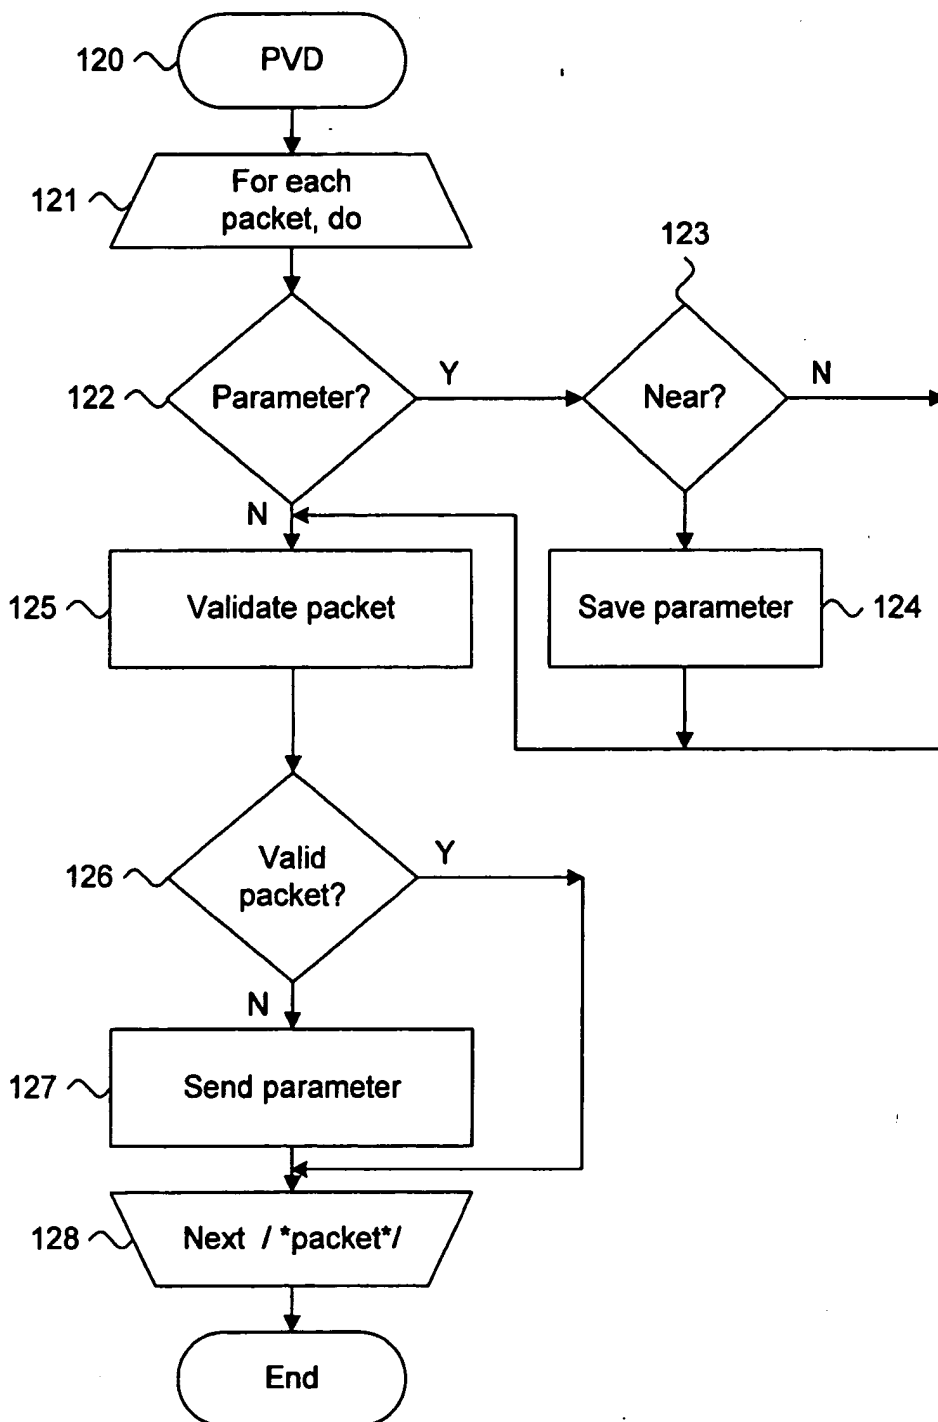 120
PVD
121
For each
packet, do
123
122
Parameter?
Y
Near?
N
N
125
Validate packet
Save parameter
124
126
Valid
packet?
Y
N
127
Send parameter
128
Next / *packet*/
End